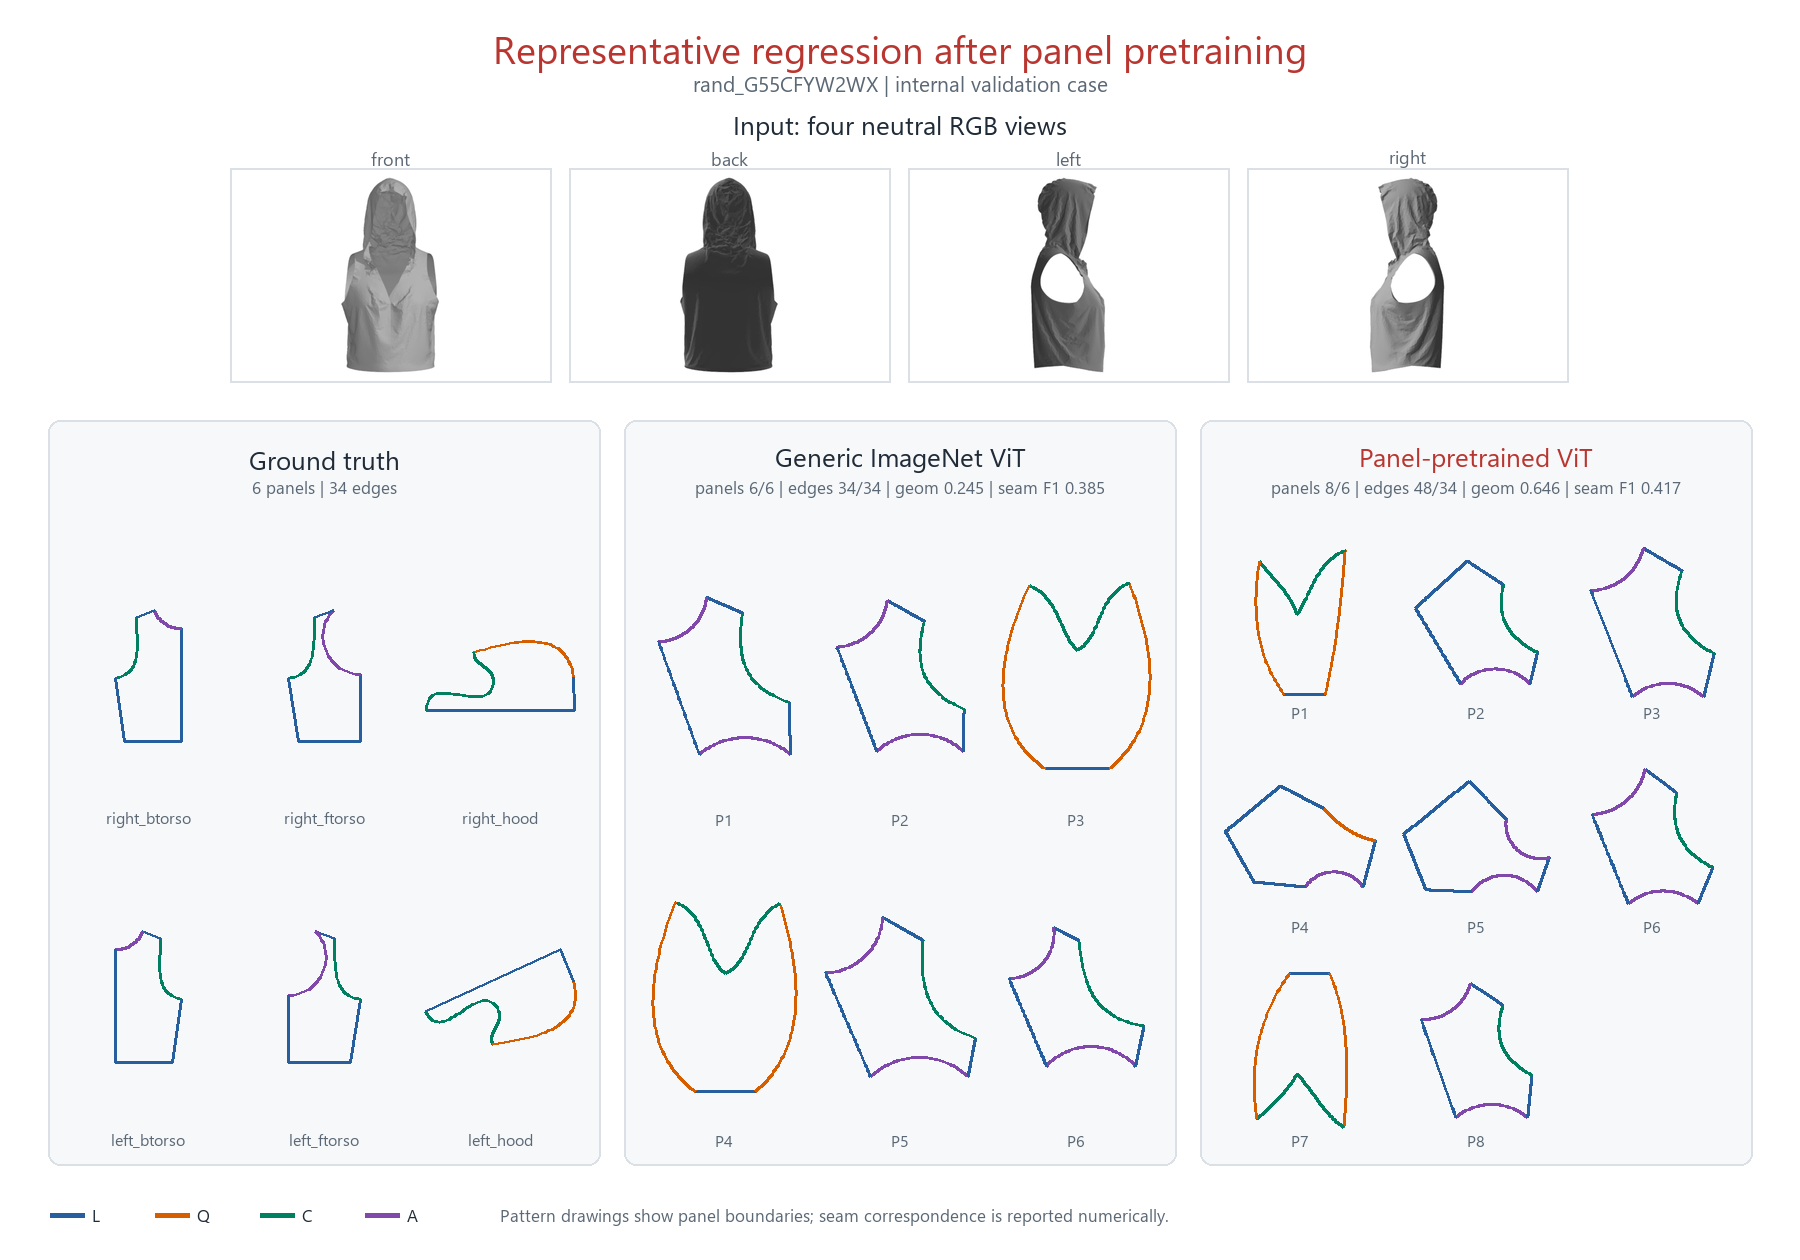 Representative regression after panel pretraining
rand_G55CFYW2WX | internal validation case
Input: four neutral RGB views
front back left right
Ground truth
6 panels | 34 edges
right_btorso right_ftorso right_hood
left_btorso left_ftorso left_hood
Generic ImageNet ViT
panels 6/6 | edges 34/34 | geom 0.245 | seam F1 0.385
P1 P2 P3
P4 P5 P6
Panel-pretrained ViT
panels 8/6 | edges 48/34 | geom 0.646 | seam F1 0.417
P1 P2 P3
P4 P5 P6
P7 P8
L Q C A Pattern drawings show panel boundaries; seam correspondence is reported numerically.